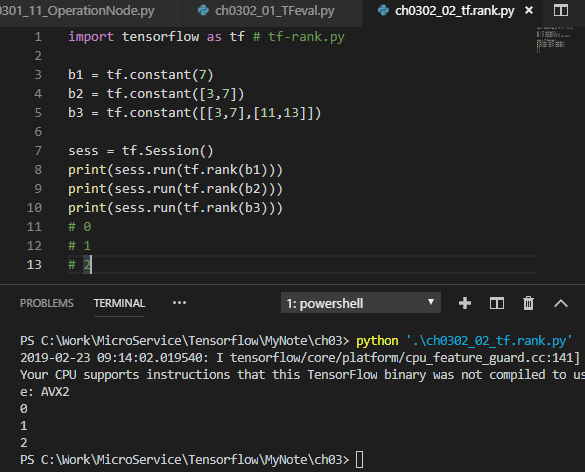 0301_11_OperationNode.py ch0302_01_TFeval.py ch0302_02_tf.rank.py ×
1 import tensorflow as tf # tf-rank.py
2
3 b1 = tf.constant(7)
4 b2 = tf.constant([3,7])
5 b3 = tf.constant([[3,7],[11,13]])
6
7 sess = tf.Session()
8 print(sess.run(tf.rank(b1)))
9 print(sess.run(tf.rank(b2)))
10 print(sess.run(tf.rank(b3)))
11 # 0
12 # 1
13 # 2
PROBLEMS TERMINAL ••• 1: powershell
PS C:\Work\MicroService\Tensorflow\MyNote\ch03> python '.\ch0302_02_tf.rank.py'
2019-02-23 09:14:02.019540: I tensorflow/core/platform/cpu_feature_guard.cc:141]
Your CPU supports instructions that this TensorFlow binary was not compiled to us
e: AVX2
0
1
2
PS C:\Work\MicroService\Tensorflow\MyNote\ch03>